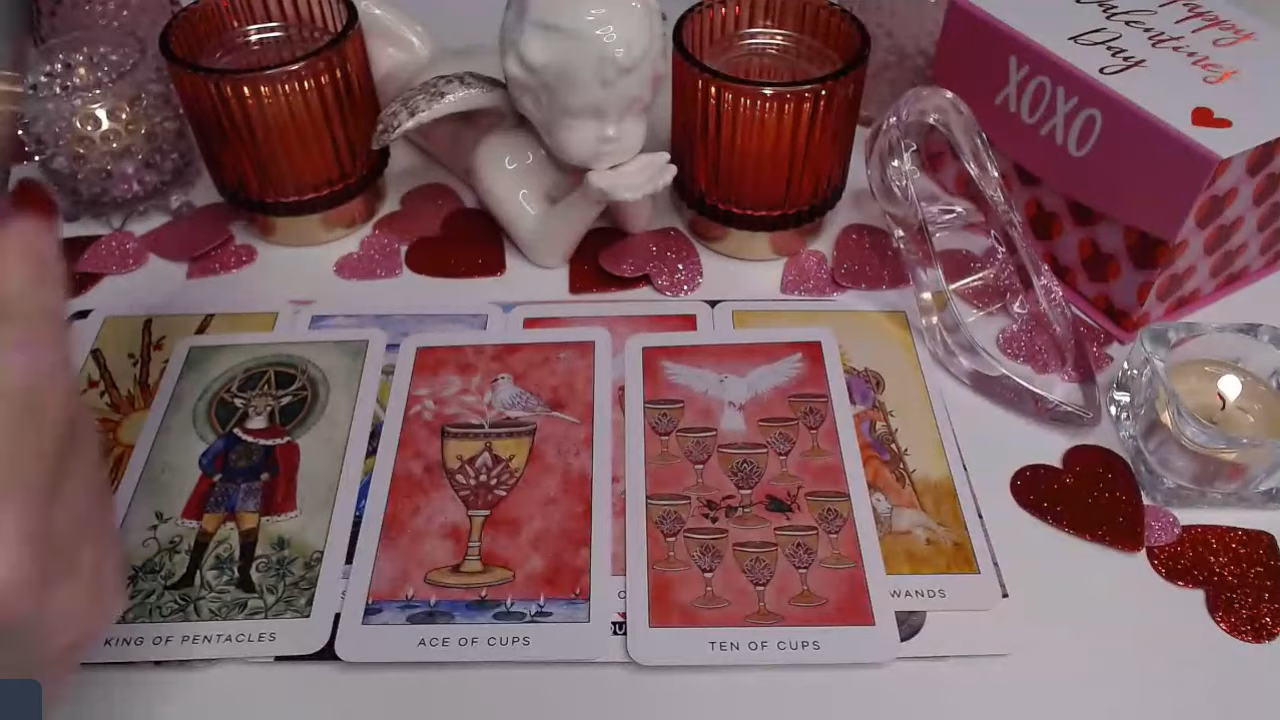 Happy
Valentines
Day
XOXO
WANDS
KING OF PENTACLES
ACE OF CUPS
TEN OF CUPS